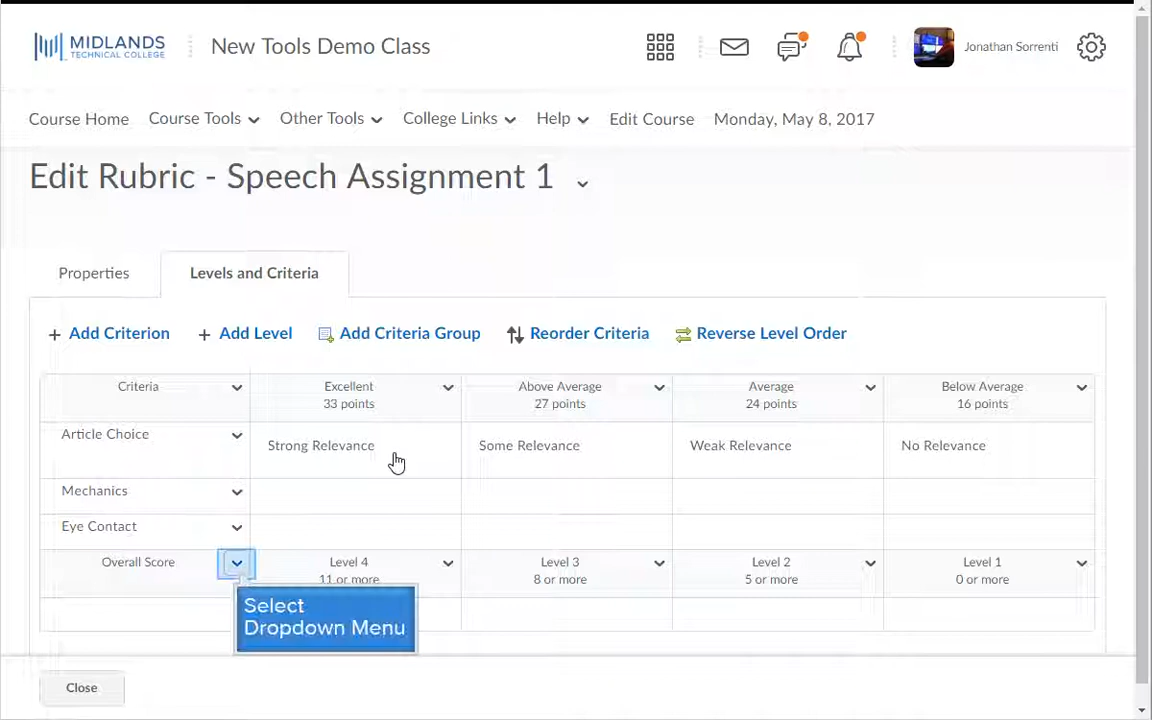 MIDLANDS
TECHNICAL COLLEGE
New Tools Demo Class
Jonathan Sorrenti
Course Home
Course Tools
Other Tools
College Links
Help
Edit Course
Monday, May 8, 2017
Edit Rubric - Speech Assignment 1
Properties
Levels and Criteria
+ Add Criterion
+ Add Level
Add Criteria Group
Reorder Criteria
Reverse Level Order
Criteria
Excellent
33 points
Above Average
27 points
Average
24 points
Below Average
16 points
Article Choice
Strong Relevance
Some Relevance
Weak Relevance
No Relevance
Mechanics
Eye Contact
Overall Score
Level 4
11 or more
Level 3
8 or more
Level 2
5 or more
Level 1
0 or more
Select
Dropdown Menu
Close